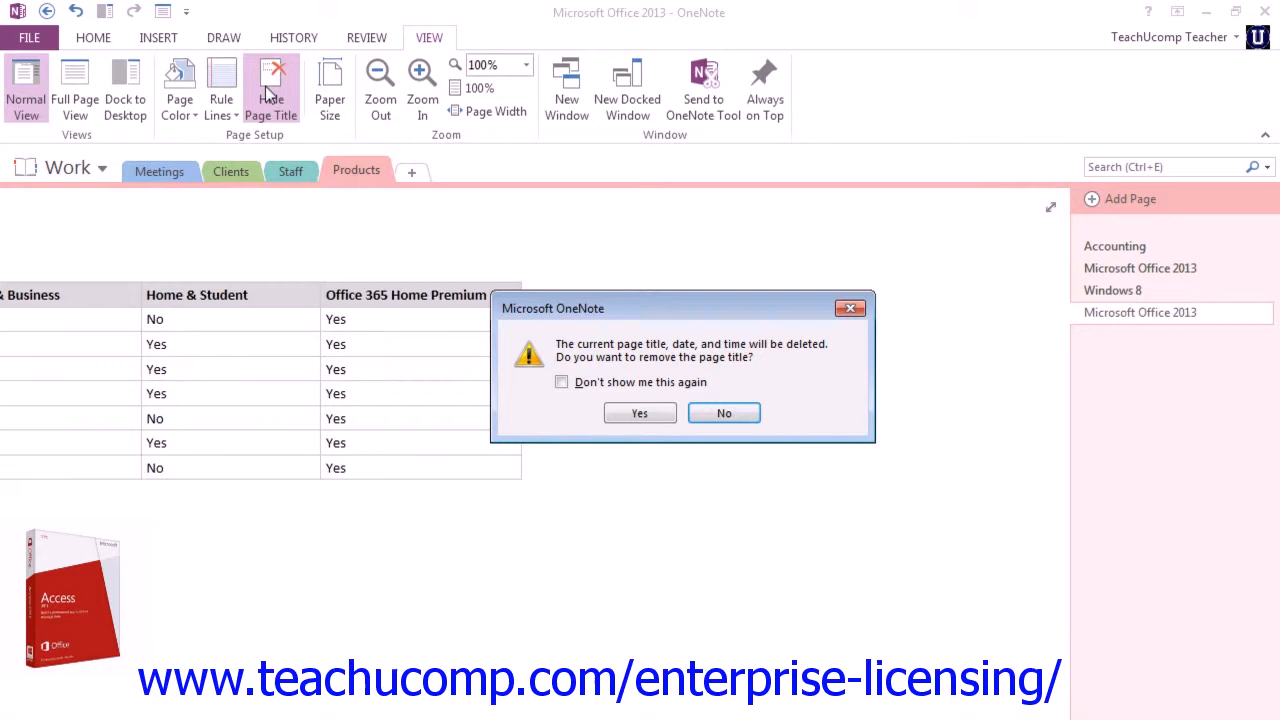 Microsoft Office 2013 - OneNote
FILE HOME INSERT DRAW HISTORY REVIEW VIEW TeachUcomp Teacher U
Normal View
Full Page View
Dock to Desktop
Views
Page Color
Rule Lines
Hide Page Title
Paper Size
Page Setup
Zoom Out
Zoom In
100%
100%
Page Width
Zoom
New Window
New Docked Window
Send to OneNote Tool
Always on Top
Window
Work Meetings Clients Staff Products
Search (Ctrl+E)
Add Page
Accounting
Microsoft Office 2013
Windows 8
Microsoft Office 2013
& Business Home & Student Office 365 Home Premium
No Yes
Yes Yes
Yes Yes
Yes Yes
No Yes
Yes Yes
No Yes
Microsoft OneNote
The current page title, date, and time will be deleted.
Do you want to remove the page title?
Don't show me this again
Yes No
Microsoft
Access
Office
www.teachucomp.com/enterprise-licensing/